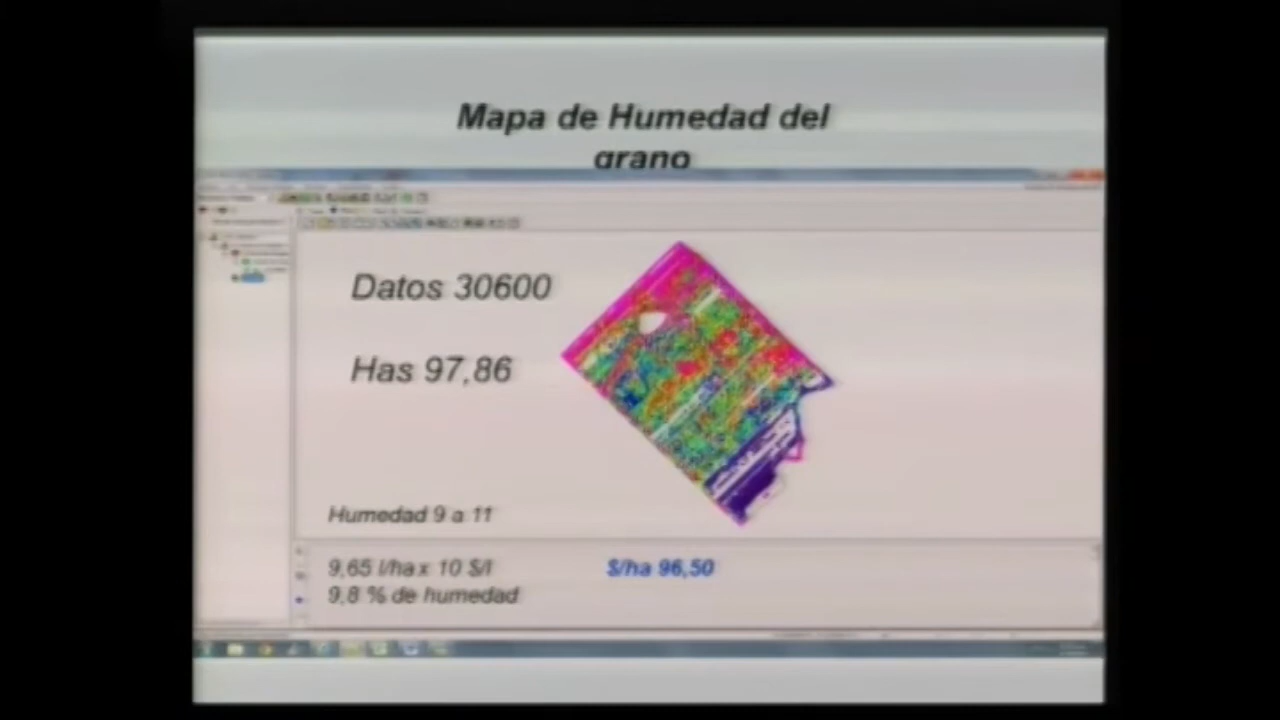 Mapa de Humedad del
grano
Datos 30600
Has 97,86
Humedad 9 a 11
9,65 l/ha x 10 $/l
$/ha 96,50
9,8 % de humedad